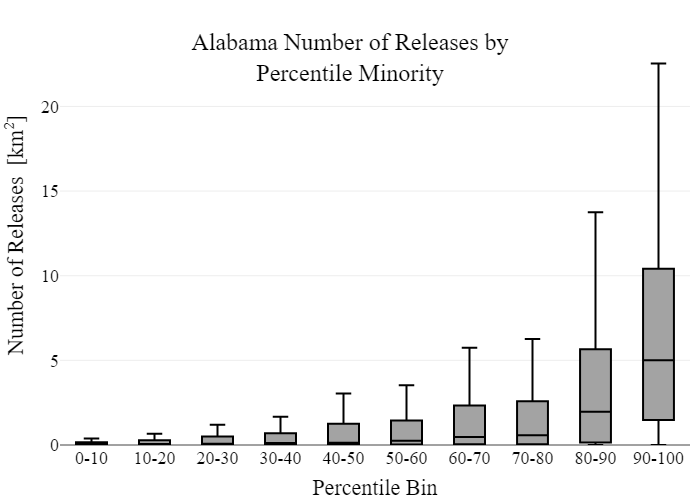 Alabama Number of Releases by
Percentile Minority
Number of Releases [km²]
20
15
10
5
0
0-10 10-20 20-30 30-40 40-50 50-60 60-70 70-80 80-90 90-100
Percentile Bin